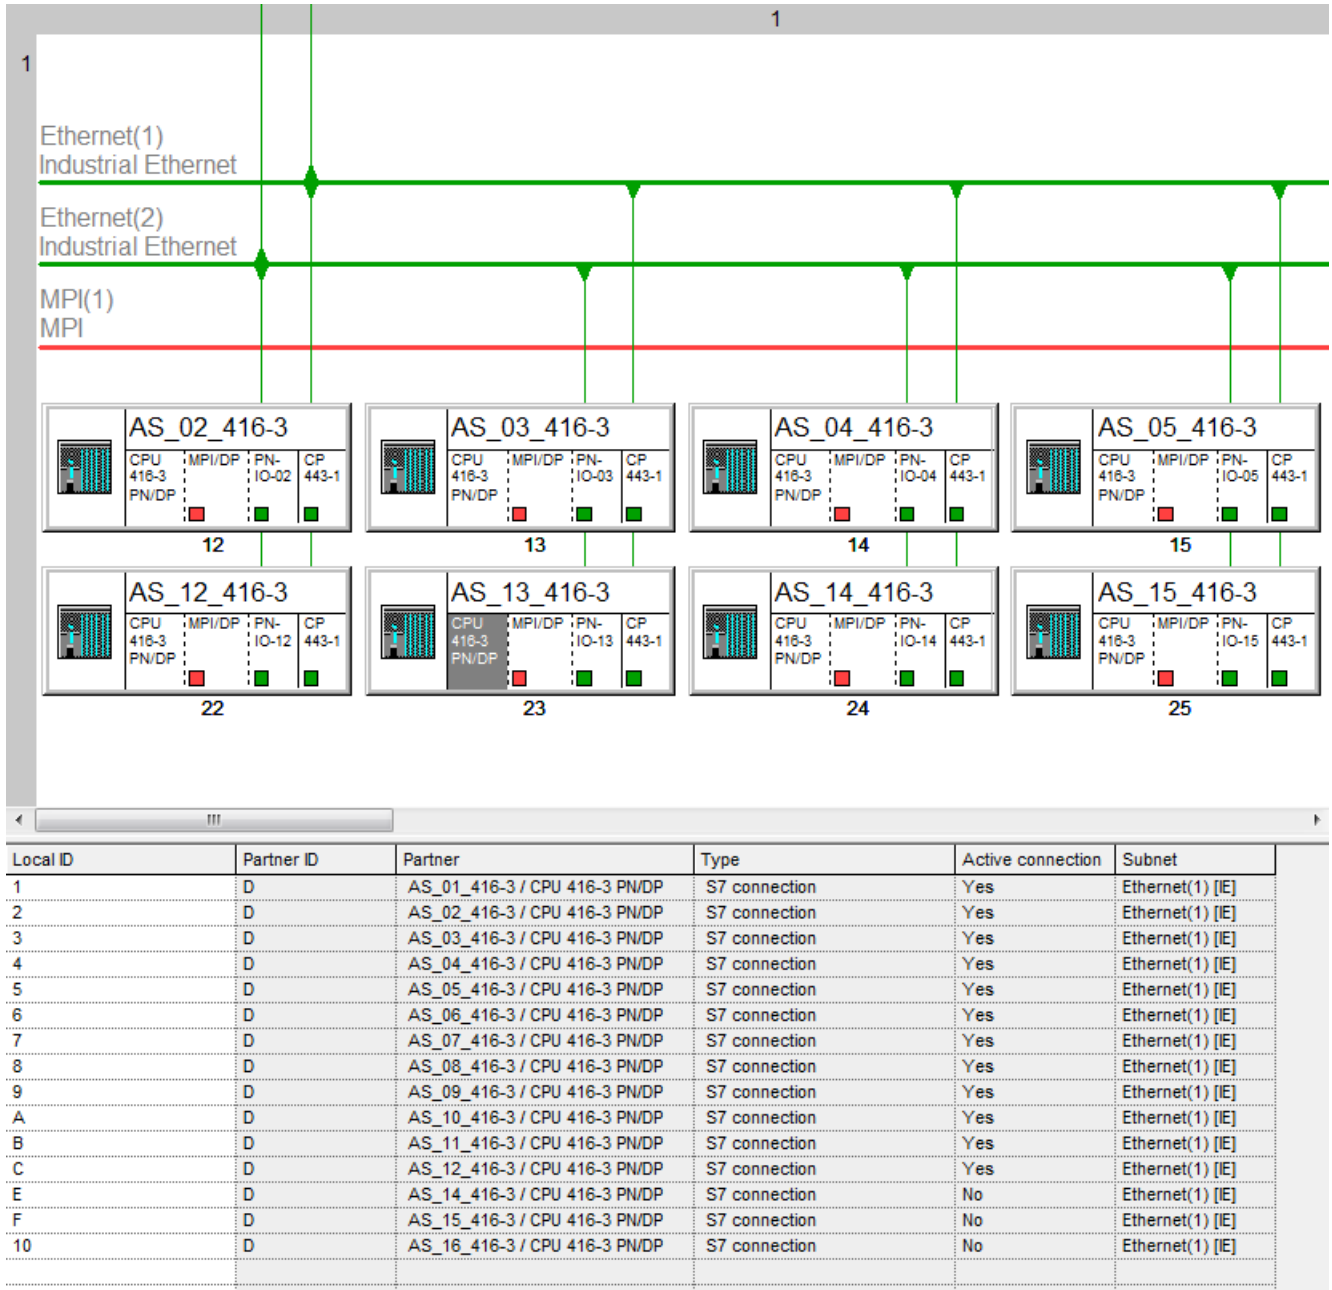 1
1
Ethernet(1)
Industrial Ethernet
Ethernet(2)
Industrial Ethernet
MPI(1)
MPI
AS_02_416-3
CPU 416-3 PN/DP MPI/DP PN-IO-02 CP 443-1
12
AS_03_416-3
CPU 416-3 PN/DP MPI/DP PN-IO-03 CP 443-1
13
AS_04_416-3
CPU 416-3 PN/DP MPI/DP PN-IO-04 CP 443-1
14
AS_05_416-3
CPU 416-3 PN/DP MPI/DP PN-IO-05 CP 443-1
15
AS_12_416-3
CPU 416-3 PN/DP MPI/DP PN-IO-12 CP 443-1
22
AS_13_416-3
CPU 416-3 PN/DP MPI/DP PN-IO-13 CP 443-1
23
AS_14_416-3
CPU 416-3 PN/DP MPI/DP PN-IO-14 CP 443-1
24
AS_15_416-3
CPU 416-3 PN/DP MPI/DP PN-IO-15 CP 443-1
25
Local ID Partner ID Partner Type Active connection Subnet
1 D AS_01_416-3 / CPU 416-3 PN/DP S7 connection Yes Ethernet(1) [IE]
2 D AS_02_416-3 / CPU 416-3 PN/DP S7 connection Yes Ethernet(1) [IE]
3 D AS_03_416-3 / CPU 416-3 PN/DP S7 connection Yes Ethernet(1) [IE]
4 D AS_04_416-3 / CPU 416-3 PN/DP S7 connection Yes Ethernet(1) [IE]
5 D AS_05_416-3 / CPU 416-3 PN/DP S7 connection Yes Ethernet(1) [IE]
6 D AS_06_416-3 / CPU 416-3 PN/DP S7 connection Yes Ethernet(1) [IE]
7 D AS_07_416-3 / CPU 416-3 PN/DP S7 connection Yes Ethernet(1) [IE]
8 D AS_08_416-3 / CPU 416-3 PN/DP S7 connection Yes Ethernet(1) [IE]
9 D AS_09_416-3 / CPU 416-3 PN/DP S7 connection Yes Ethernet(1) [IE]
A D AS_10_416-3 / CPU 416-3 PN/DP S7 connection Yes Ethernet(1) [IE]
B D AS_11_416-3 / CPU 416-3 PN/DP S7 connection Yes Ethernet(1) [IE]
C D AS_12_416-3 / CPU 416-3 PN/DP S7 connection Yes Ethernet(1) [IE]
E D AS_14_416-3 / CPU 416-3 PN/DP S7 connection No Ethernet(1) [IE]
F D AS_15_416-3 / CPU 416-3 PN/DP S7 connection No Ethernet(1) [IE]
10 D AS_16_416-3 / CPU 416-3 PN/DP S7 connection No Ethernet(1) [IE]